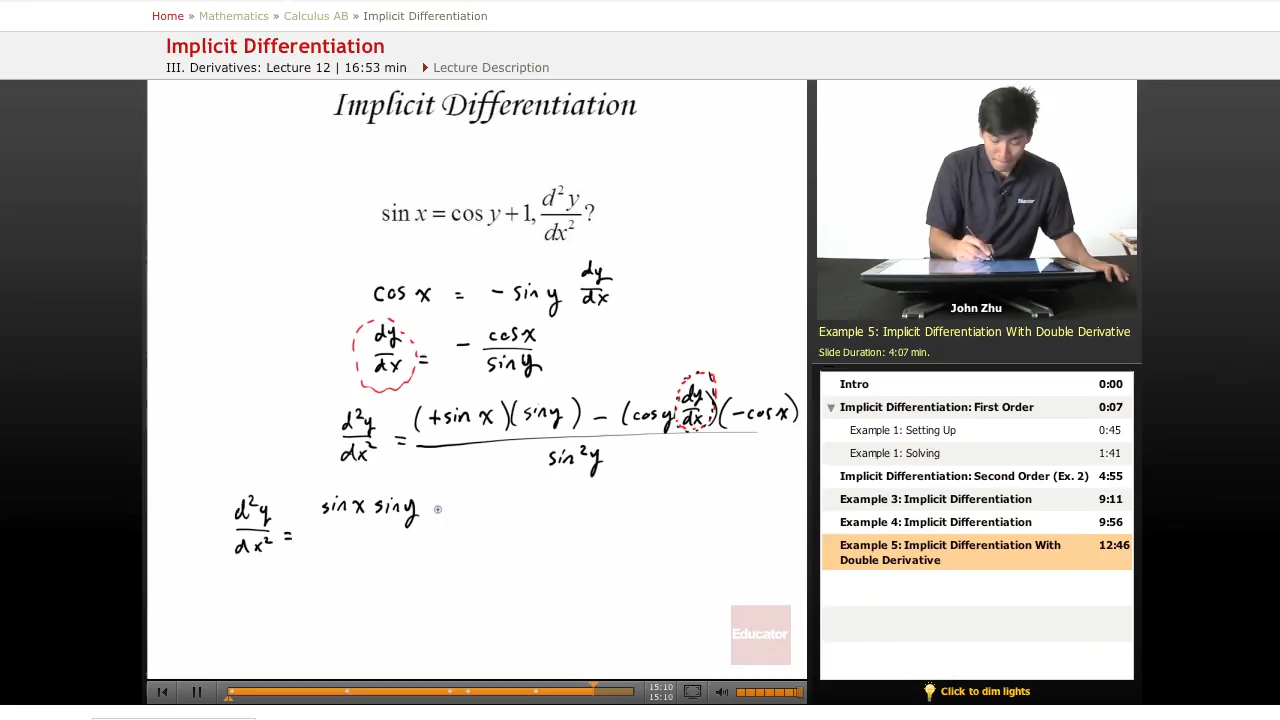 Home » Mathematics » Calculus AB » Implicit Differentiation
Implicit Differentiation
III. Derivatives: Lecture 12 | 16:53 min Lecture Description
Implicit Differentiation
sin x = cos y + 1, d²y/dx² ?
cos x = - sin y dy/dx
dy/dx = - cos x / sin y
d²y/dx² = (+sin x)(sin y) - (cos y dy/dx)(-cos x) / sin²y
d²y/dx² = sin x sin y
Educator
Educator
John Zhu
Example 5: Implicit Differentiation With Double Derivative
Slide Duration: 4:07 min.
Intro 0:00
Implicit Differentiation: First Order 0:07
Example 1: Setting Up 0:45
Example 1: Solving 1:41
Implicit Differentiation: Second Order (Ex. 2) 4:55
Example 3: Implicit Differentiation 9:11
Example 4: Implicit Differentiation 9:56
Example 5: Implicit Differentiation With 12:46
Double Derivative
15:10
15:10
Click to dim lights